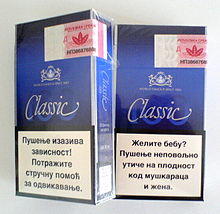 Classic
Пушење изазива
зависност!
Потражите
стручну помоћ
за одвикавање.
Classic
Желите бебу?
Пушење неповољно
утиче на плодност
код мушкараца
и жена.